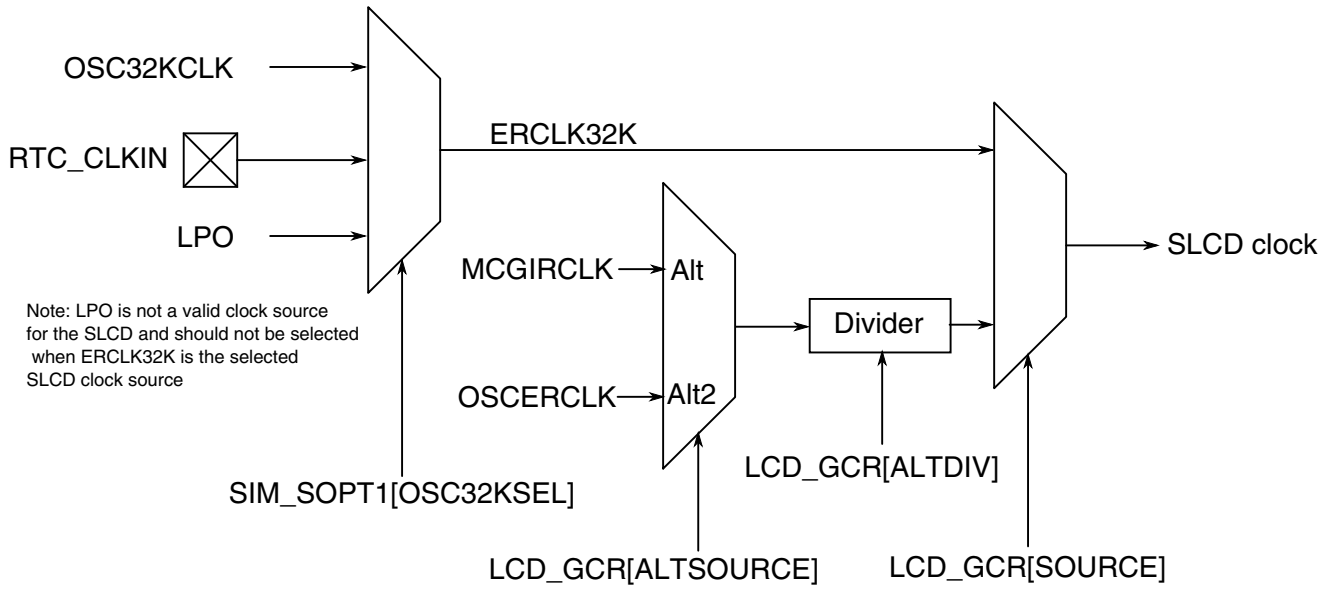 OSC32KCLK
ERCLK32K
RTC_CLKIN
LPO
SLCD clock
MCGIRCLK
Alt
Note: LPO is not a valid clock source
for the SLCD and should not be selected
when ERCLK32K is the selected
SLCD clock source
Divider
OSCERCLK
Alt2
LCD_GCR[ALTDIV]
SIM_SOPT1[OSC32KSEL]
LCD_GCR[ALTSOURCE]
LCD_GCR[SOURCE]